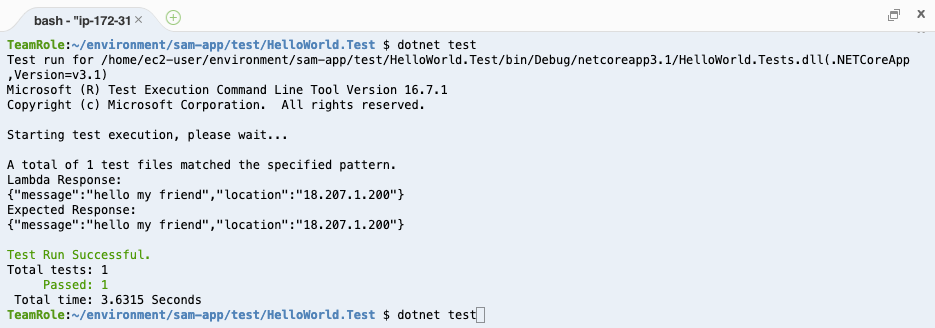 bash - "ip-172-31
TeamRole:~/environment/sam-app/test/HelloWorld.Test $ dotnet test
Test run for /home/ec2-user/environment/sam-app/test/HelloWorld.Test/bin/Debug/netcoreapp3.1/HelloWorld.Tests.dll(.NETCoreApp
,Version=v3.1)
Microsoft (R) Test Execution Command Line Tool Version 16.7.1
Copyright (c) Microsoft Corporation.  All rights reserved.
Starting test execution, please wait...
A total of 1 test files matched the specified pattern.
Lambda Response:
{"message":"hello my friend","location":"18.207.1.200"}
Expected Response:
{"message":"hello my friend","location":"18.207.1.200"}
Test Run Successful.
Total tests: 1
     Passed: 1
 Total time: 3.6315 Seconds
TeamRole:~/environment/sam-app/test/HelloWorld.Test $ dotnet test